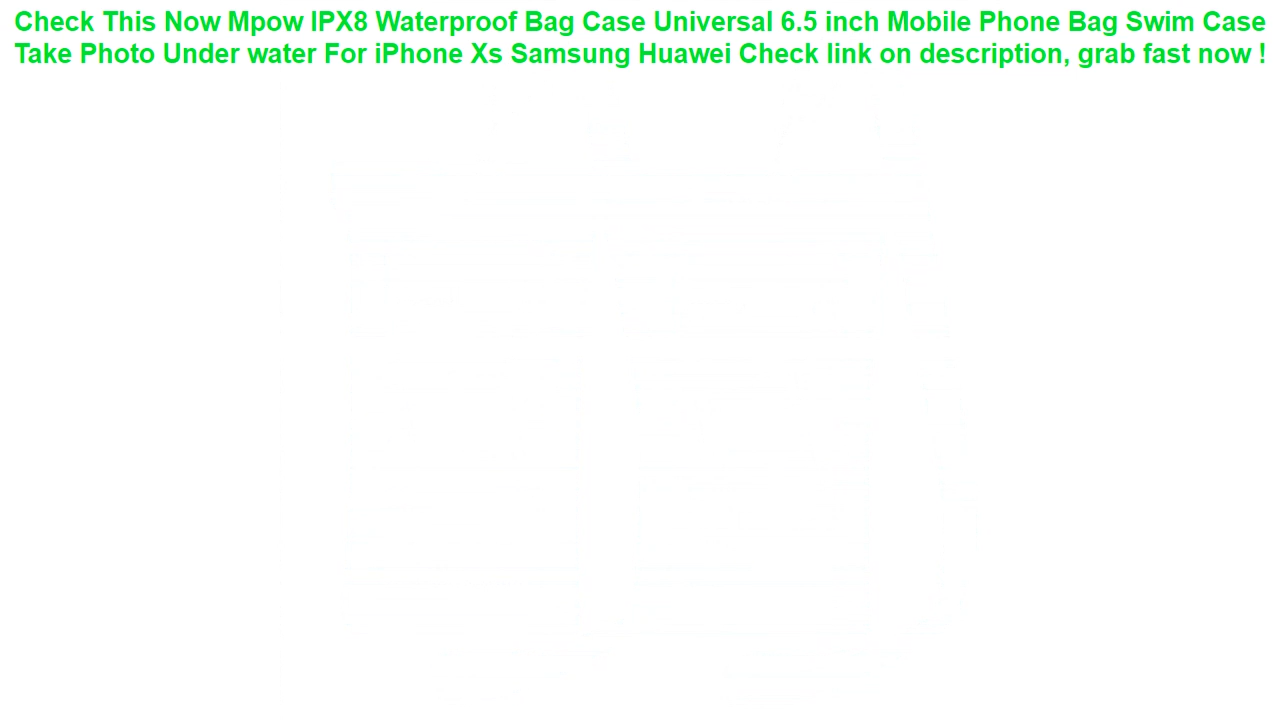 Check This Now Mpow IPX8 Waterproof Bag Case Universal 6.5 inch Mobile Phone Bag Swim Case
Take Photo Under water For iPhone Xs Samsung Huawei Check link on description, grab fast now !